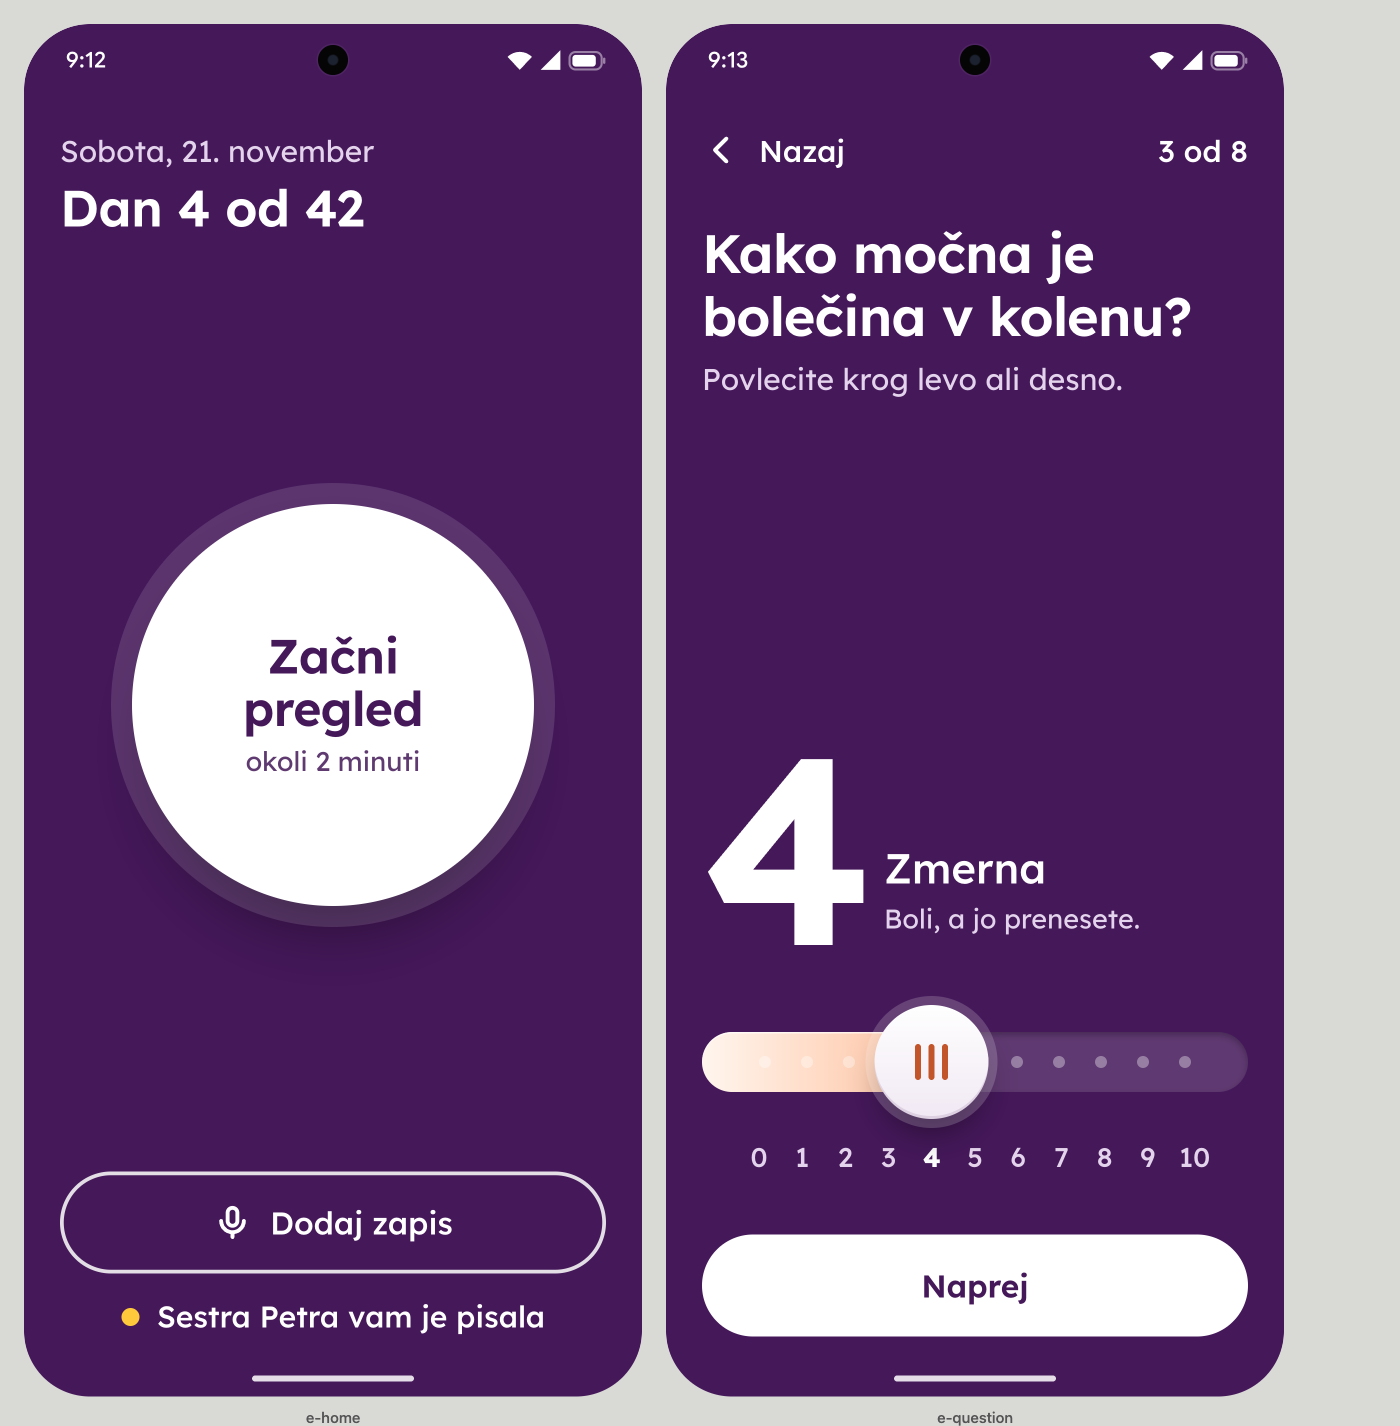 9:12
Sobota, 21. november
Dan 4 od 42
Začni
pregled
okoli 2 minuti
Dodaj zapis
Sestra Petra vam je pisala
e-home
9:13
Nazaj
3 od 8
Kako močna je
bolečina v kolenu?
Povlecite krog levo ali desno.
4
Zmerna
Boli, a jo prenesete.
0 1 2 3 4 5 6 7 8 9 10
Naprej
e-question